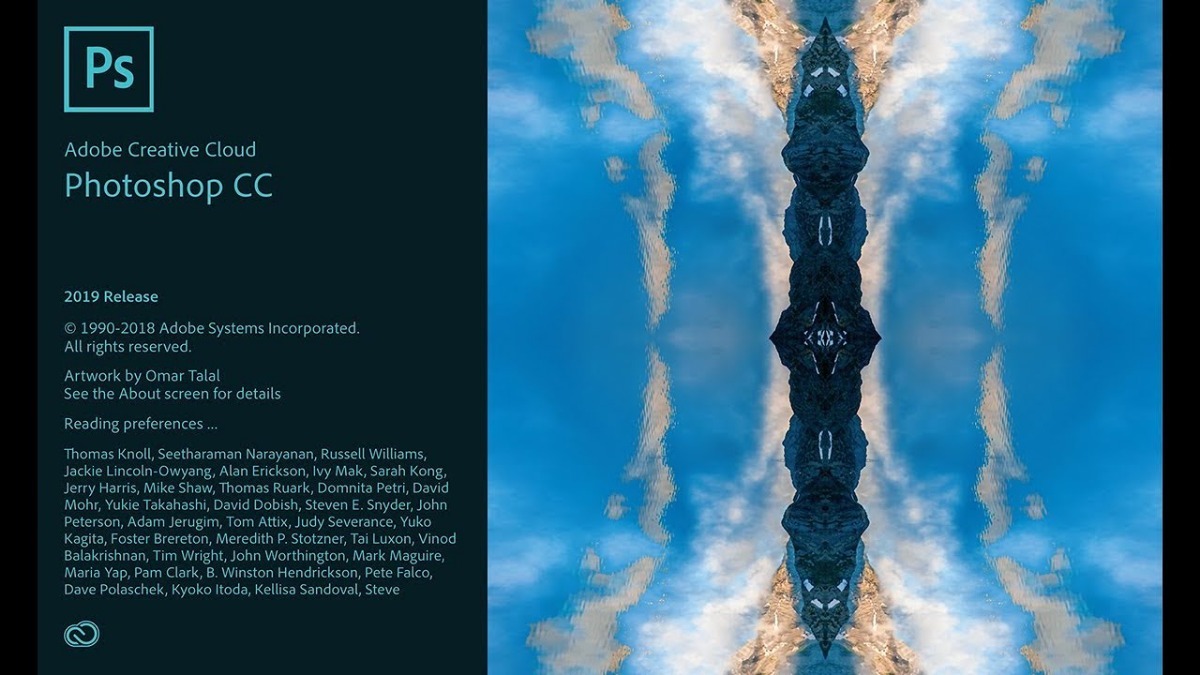 Ps
Adobe Creative Cloud
Photoshop CC
2019 Release
© 1990-2018 Adobe Systems Incorporated.
All rights reserved.
Artwork by Omar Talal
See the About screen for details
Reading preferences ...
Thomas Knoll, Seetharaman Narayanan, Russell Williams,
Jackie Lincoln-Owyang, Alan Erickson, Ivy Mak, Sarah Kong,
Jerry Harris, Mike Shaw, Thomas Ruark, Domnita Petri, David
Mohr, Yukie Takahashi, David Dobish, Steven E. Snyder, John
Peterson, Adam Jerugim, Tom Attix, Judy Severance, Yuko
Kagita, Foster Brereton, Meredith P. Stotzner, Tai Luxon, Vinod
Balakrishnan, Tim Wright, John Worthington, Mark Maguire,
Maria Yap, Pam Clark, B. Winston Hendrickson, Pete Falco,
Dave Polaschek, Kyoko Itoda, Kellisa Sandoval, Steve